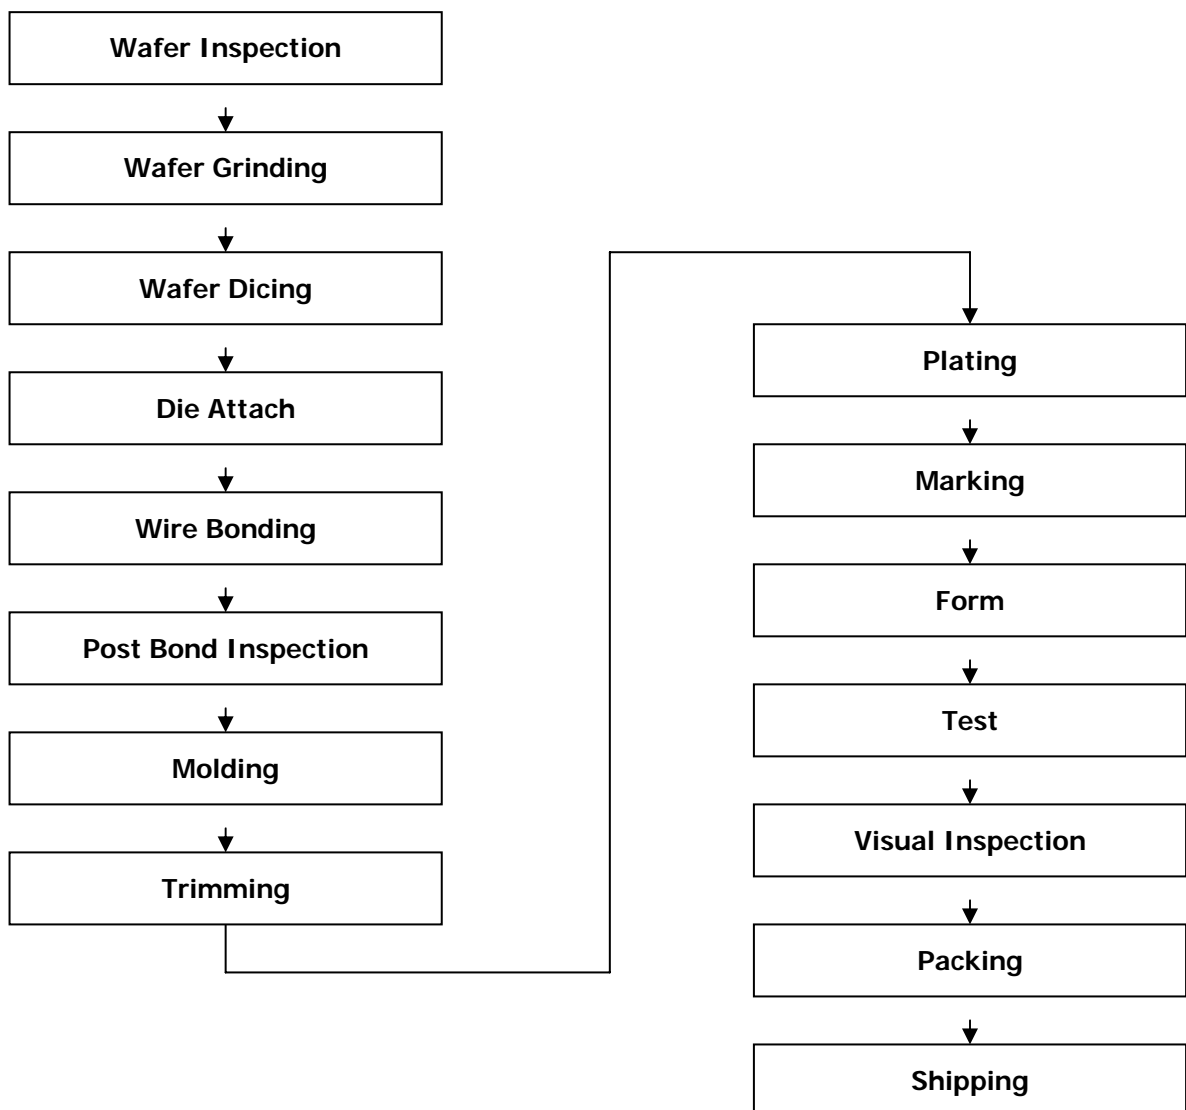 Wafer Inspection
Wafer Grinding
Wafer Dicing
Die Attach
Wire Bonding
Post Bond Inspection
Molding
Trimming
Plating
Marking
Form
Test
Visual Inspection
Packing
Shipping